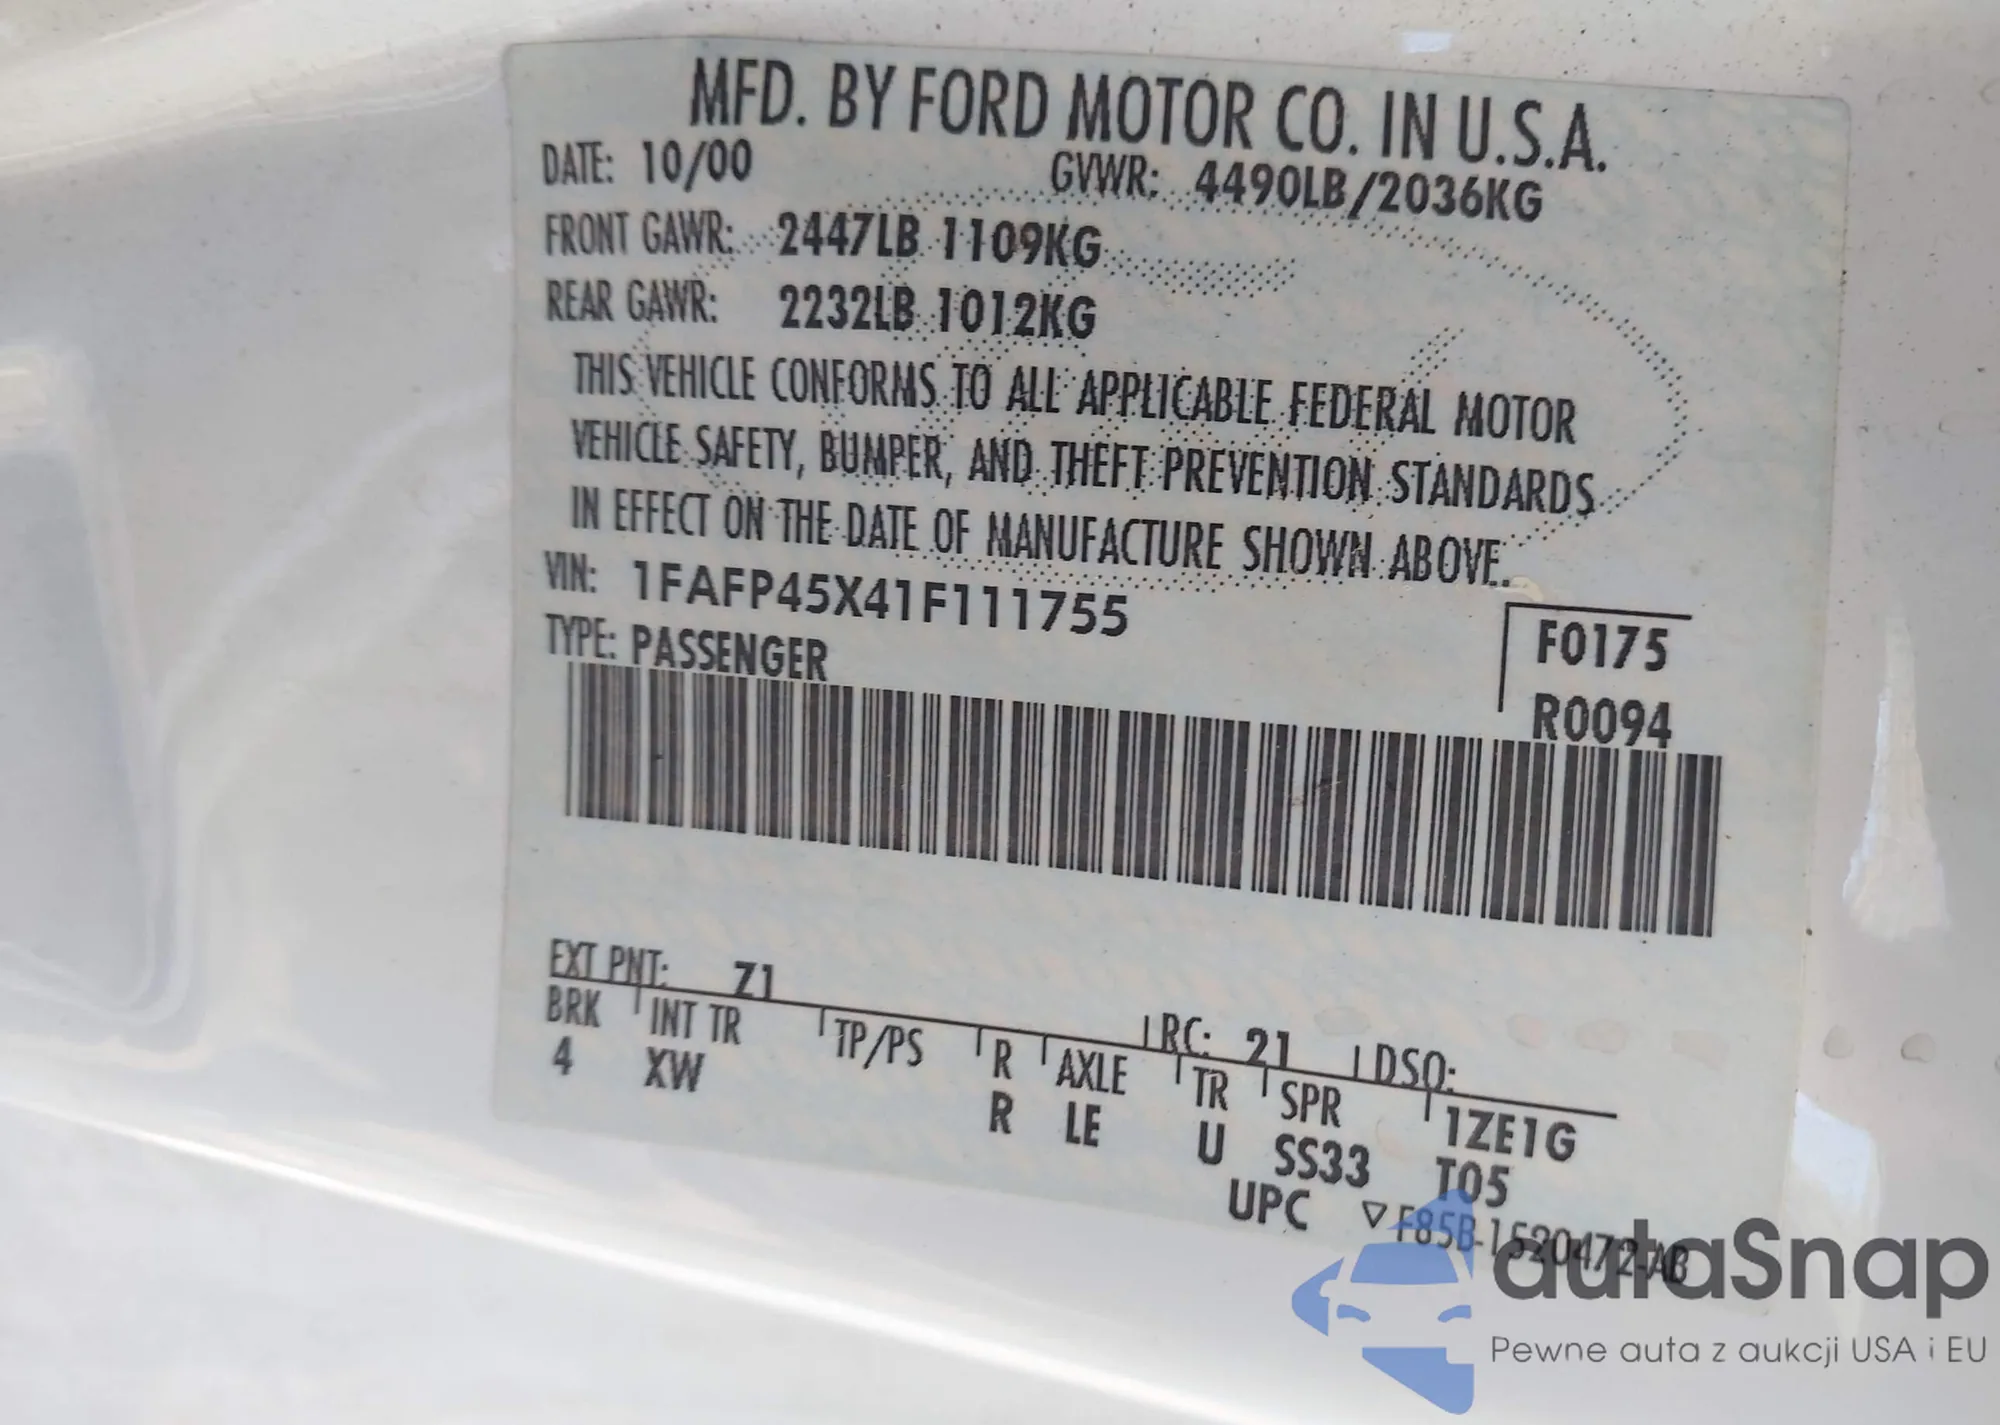 MFD. BY FORD MOTOR CO. IN U.S.A.
DATE: 10/00 GVWR: 4490LB/2036KG
FRONT GAWR: 2447LB 1109KG
REAR GAWR: 2232LB 1012KG
THIS VEHICLE CONFORMS TO ALL APPLICABLE FEDERAL MOTOR
VEHICLE SAFETY, BUMPER, AND THEFT PREVENTION STANDARDS
IN EFFECT ON THE DATE OF MANUFACTURE SHOWN ABOVE.
VIN: 1FAFP45X41F111755
TYPE: PASSENGER
F0175
R0094
EXT PNT: Z1 RC: 21 DSO:
BRK INT TR TP/PS R AXLE TR SPR 1ZE1G
4 XW R LE U SS33 T05
UPC ▽ F85B-1520472-AB
autaSnap
Pewne auta z aukcji USA i EU